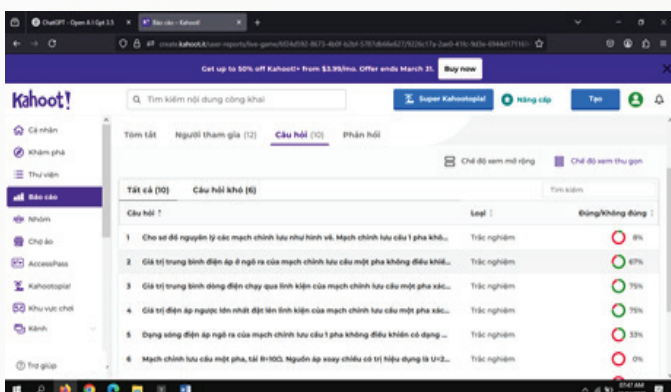 ChatGPT - Open A I Gpt 3.5
Báo cáo - Kahoot!
Get up to 50% off Kahoot!+ from $3.99/mo. Offer ends March 31.
Buy now
Kahoot!
Tìm kiếm nội dung công khai
Super Kahootopia!
Nâng cấp
Tạo
Cá nhân
Khám phá
Thư viện
Báo cáo
Nhóm
Chợ ảo
AccessPass
Kahootopia!
Khu vực chơi
Kênh
Trợ giúp
Tóm tắt
Người tham gia (12)
Câu hỏi (10)
Phản hồi
Chế độ xem mở rộng
Chế độ xem thu gọn
Tất cả (10)
Câu hỏi khó (6)
Tìm kiếm
Câu hỏi
Loại
Đúng/Không đúng
1 Cho sơ đồ nguyên lý các mạch chỉnh lưu như hình vẽ. Mạch chỉnh lưu cầu 1 pha khô... Trắc nghiệm 8%
2 Giá trị trung bình điện áp ở ngõ ra của mạch chỉnh lưu cầu một pha không điều khiể... Trắc nghiệm 67%
3 Giá trị trung bình dòng điện chạy qua linh kiện của mạch chỉnh lưu cầu một pha xác... Trắc nghiệm 75%
4 Giá trị điện áp ngược lớn nhất đặt lên linh kiện của mạch chỉnh lưu cầu một pha xác... Trắc nghiệm 75%
5 Dạng sóng điện áp ngõ ra của mạch chỉnh lưu cầu 1 pha không điều khiển có dạng ... Trắc nghiệm 33%
6 Mạch chỉnh lưu cầu một pha, tải R=10Ω. Nguồn áp xoay chiều có trị hiệu dụng là U=2... Trắc nghiệm 0%
07:47 AM